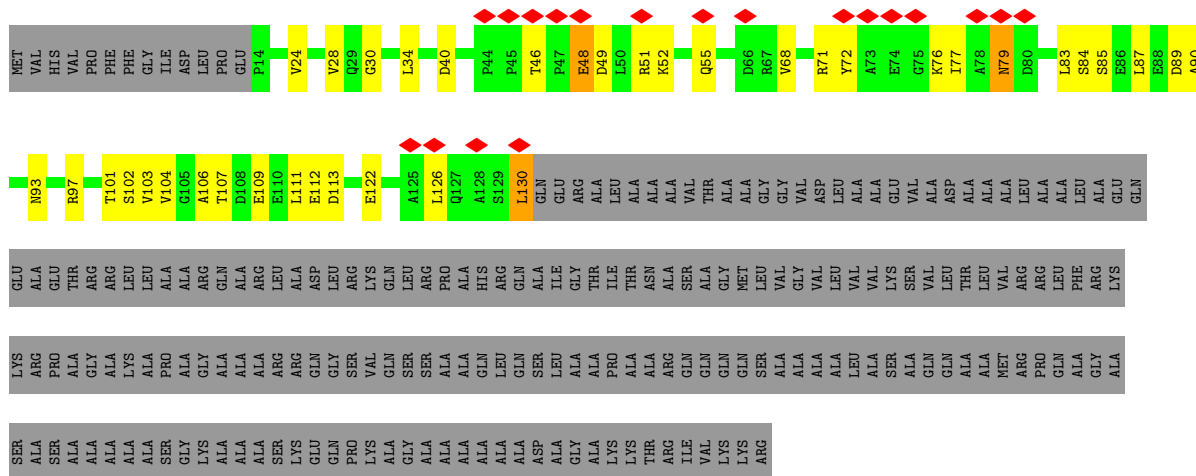 MET VAL HIS VAL PRO PHE PHE GLY ILE ASP LEU PRO GLU P14 V24 V28 Q29 G30 L34 D40 P44 P45 T46 P47 E48 D49 L50 R51 K52 Q55 D66 R67 V68 R71 Y72 A73 E74 G75 K76 I77 A78 N79 D80 L83 S84 S85 E86 L87 E88 D89 A90
N93 R97 T101 S102 V103 V104 G105 A106 T107 D108 E109 E110 L111 E112 D113 E122 A125 L126 Q127 A128 S129 L130 GLN GLU ARG ALA LEU ALA ALA ALA VAL THR ALA ALA GLY GLY VAL ASP LEU ALA ALA GLU VAL ALA ASP ALA ALA ALA LEU ALA ALA LEU ALA GLU GLN
GLU ALA GLU THR ARG ARG LEU LEU ALA ALA ARG GLN ALA ARG LEU ALA ASP LEU ARG LYS GLN LEU ARG PRO ALA HIS ARG GLN ALA ILE GLY THR ILE THR ASN ALA SER ALA GLY MET LEU VAL GLY VAL LEU VAL VAL LYS SER VAL LEU THR LEU VAL ARG ARG LEU PHE ARG LYS
LYS ARG PRO ALA GLY ALA LYS ALA PRO ALA GLY ALA ALA ALA ALA ARG ARG GLN GLY SER VAL GLN SER SER ALA ALA GLN LEU GLN SER LEU ALA ALA PRO ALA ALA ARG GLN GLN GLN GLN SER ALA ALA ALA ALA LEU ALA SER ALA GLN GLN ALA ALA MET ARG PRO GLN ALA GLY ALA
SER ALA SER ALA ALA ALA ALA ALA SER GLY LYS ALA ALA ALA SER LYS GLU GLN PRO LYS ALA GLY ALA ALA ALA ALA ALA ALA ASP ALA GLY ALA LYS LYS THR ARG ILE VAL LYS LYS ARG